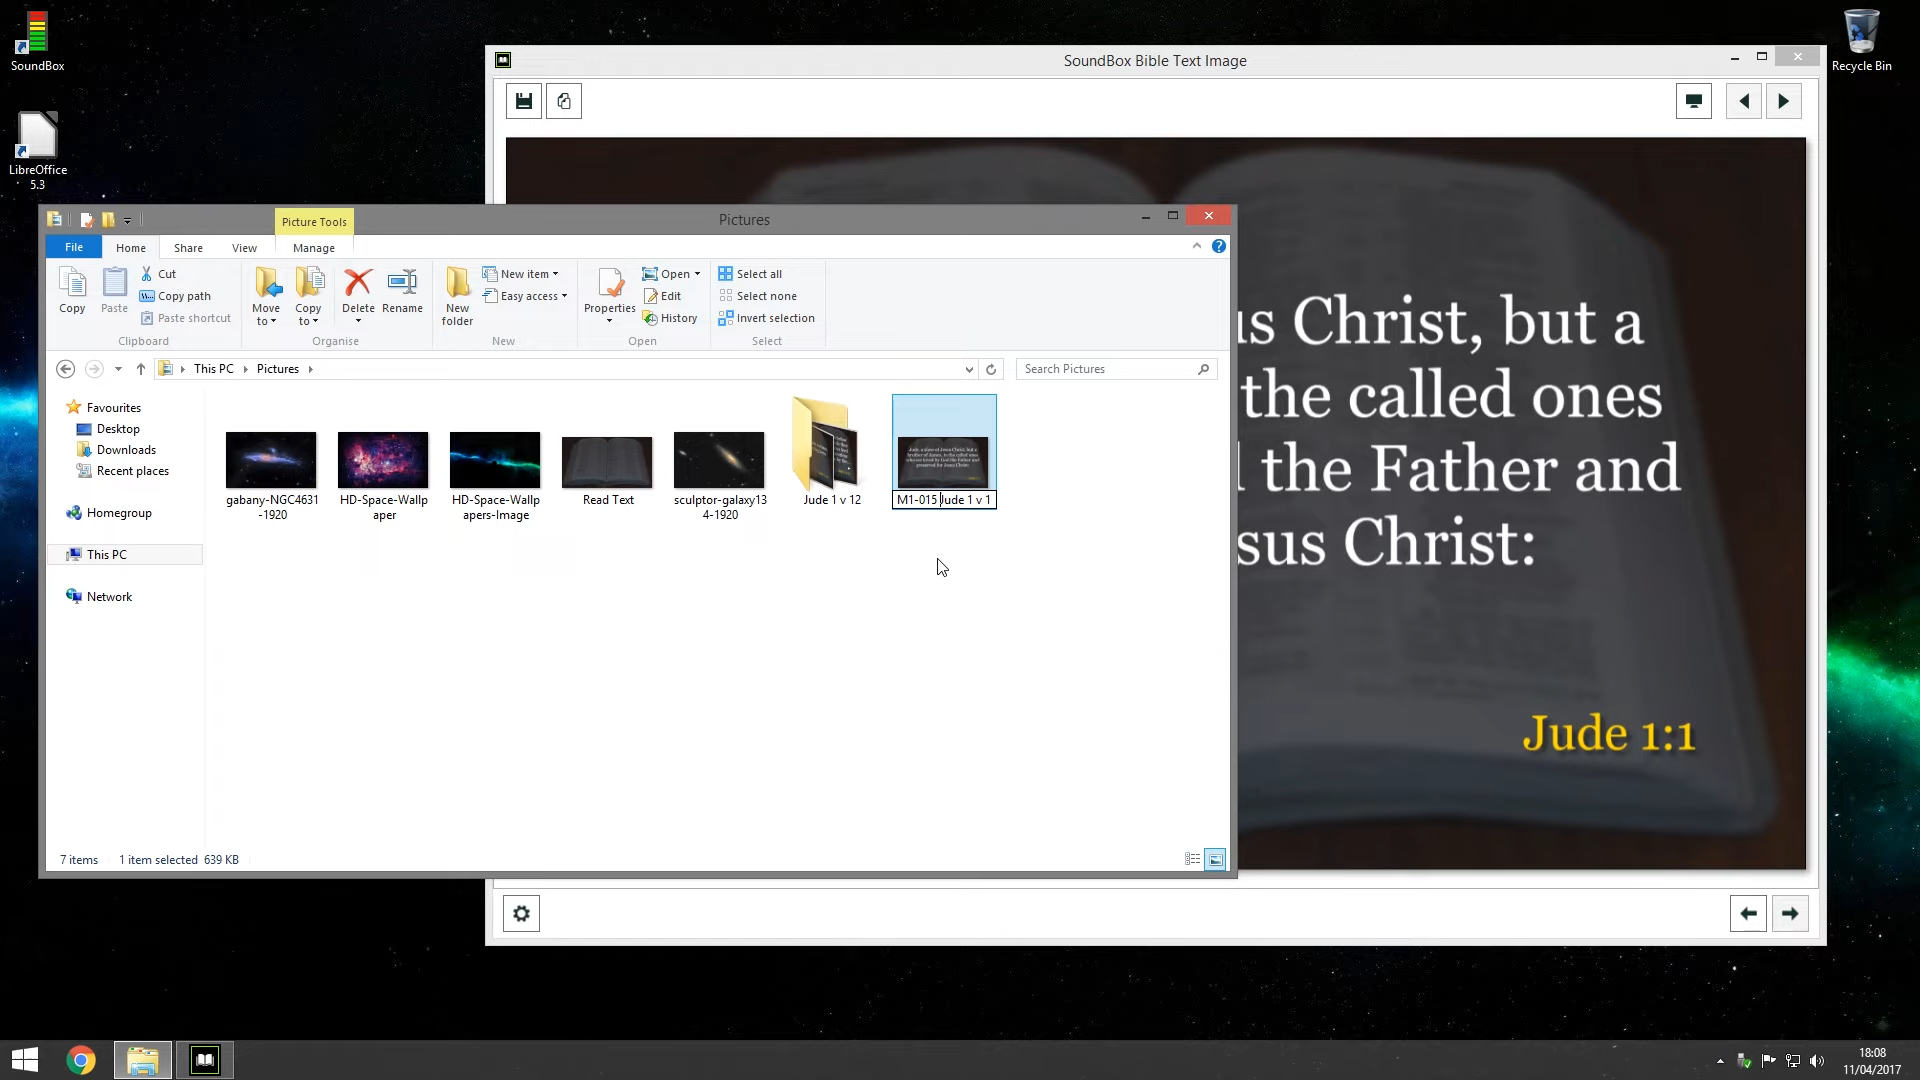 SoundBox
Recycle Bin
LibreOffice
5.3
SoundBox Bible Text Image
Picture Tools
Pictures
File
Home
Share
View
Manage
Copy
Paste
Cut
Copy path
Paste shortcut
Clipboard
Move
to
Copy
to
Delete
Rename
Organise
New
folder
New item
Easy access
New
Properties
Open
Edit
History
Open
Select all
Select none
Invert selection
Select
This PC
Pictures
Search Pictures
Favourites
Desktop
Downloads
Recent places
Homegroup
This PC
Network
gabany-NGC4631
-1920
HD-Space-Wallp
aper
HD-Space-Wallp
apers-Image
Read Text
sculptor-galaxy13
4-1920
Jude 1 v 12
M1-015 Jude 1 v 1
us Christ, but a
the called ones
the Father and
sus Christ:
Jude 1:1
7 items
1 item selected 639 KB
18:08
11/04/2017